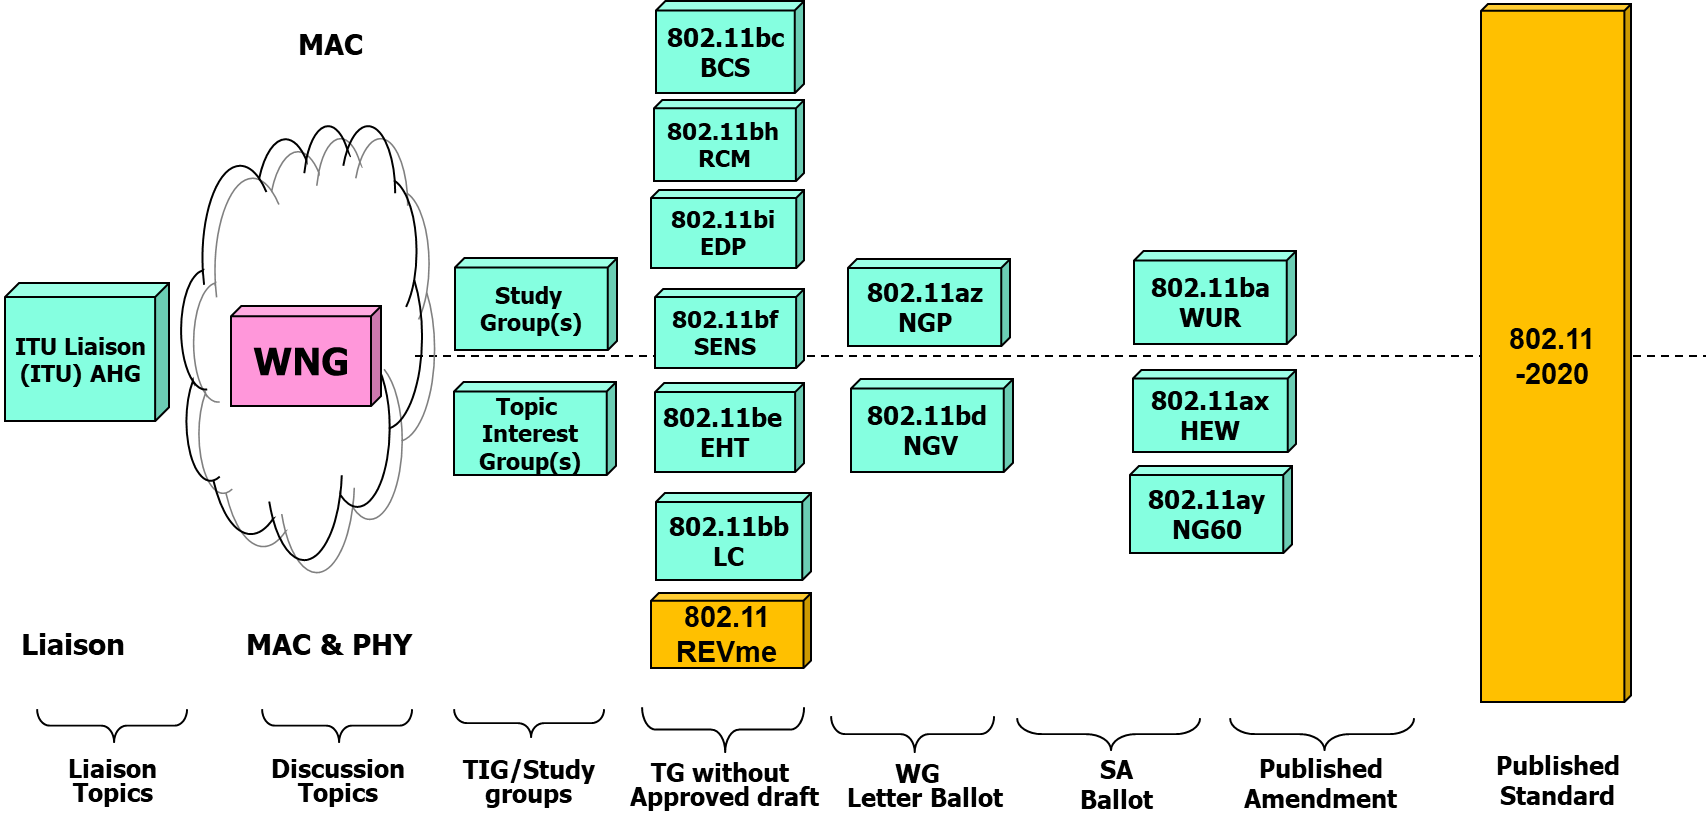 MAC
802.11bc
BCS
802.11bh
RCM
802.11bi
EDP
Study
Group(s)
802.11az
NGP
802.11ba
WUR
ITU Liaison
(ITU) AHG
WNG
802.11bf
SENS
802.11
-2020
Topic
Interest
Group(s)
802.11be
EHT
802.11bd
NGV
802.11ax
HEW
802.11ay
NG60
802.11bb
LC
802.11
REVme
Liaison
MAC & PHY
Liaison
Topics
Discussion
Topics
TIG/Study
groups
TG without
Approved draft
WG
Letter Ballot
SA
Ballot
Published
Amendment
Published
Standard